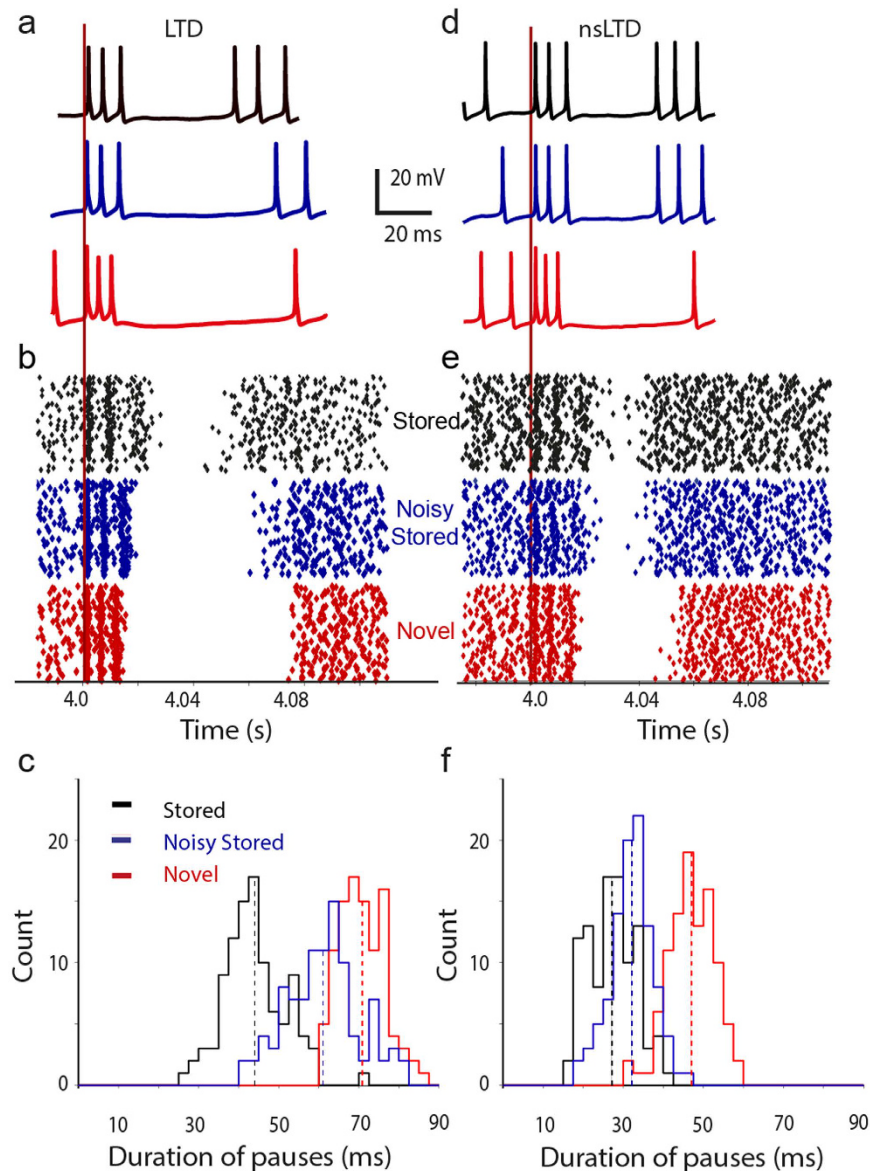 a
LTD
d
nsLTD
20 mV
20 ms
b
e
Stored
Noisy
Stored
Novel
4.0
4.04
4.08
4.0
4.04
4.08
Time (s)
Time (s)
c
f
Stored
Noisy Stored
Novel
20
10
0
Count
10
30
50
70
90
Duration of pauses (ms)
20
10
0
Count
10
30
50
70
90
Duration of pauses (ms)